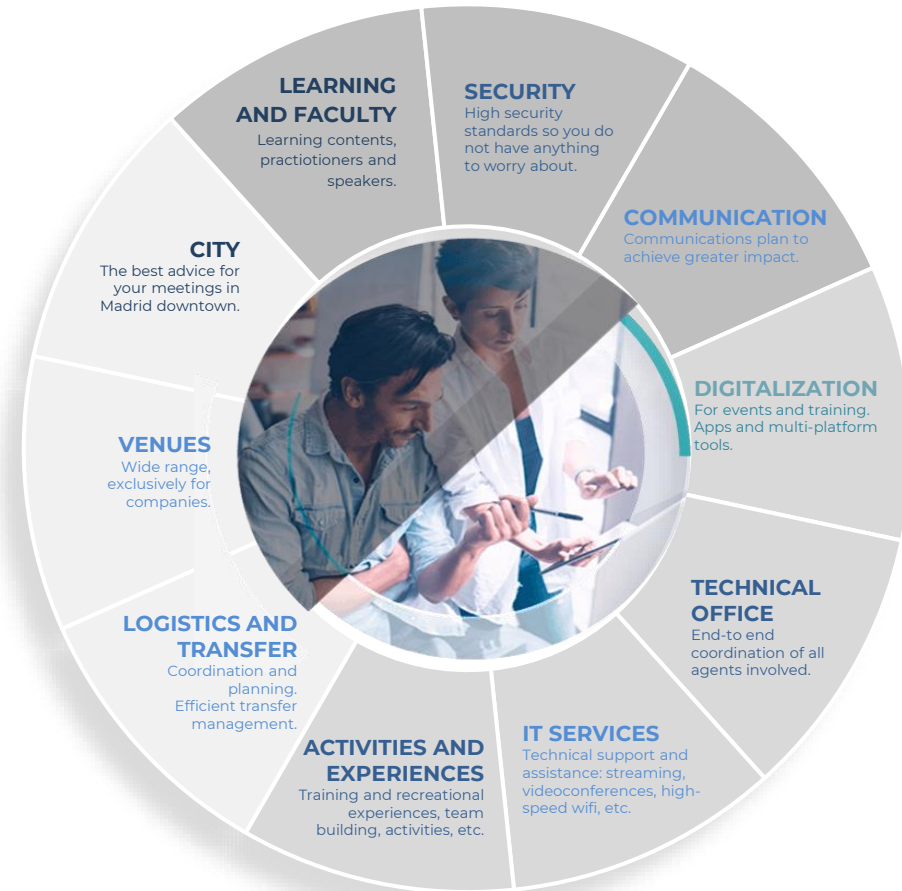 LEARNING
AND FACULTY
Learning contents,
practiotioners and
speakers.
SECURITY
High security
standards so you do
not have anything
to worry about.
COMMUNICATION
Communications plan to
achieve greater impact.
DIGITALIZATION
For events and training.
Apps and multi-platform
tools.
TECHNICAL
OFFICE
End-to end
coordination of all
agents involved.
IT SERVICES
Technical support and
assistance: streaming,
videoconferences, high-
speed wifi, etc.
ACTIVITIES AND
EXPERIENCES
Training and recreational
experiences, team
building, activities, etc.
LOGISTICS AND
TRANSFER
Coordination and
planning.
Efficient transfer
management.
VENUES
Wide range,
exclusively for
companies.
CITY
The best advice for
your meetings in
Madrid downtown.